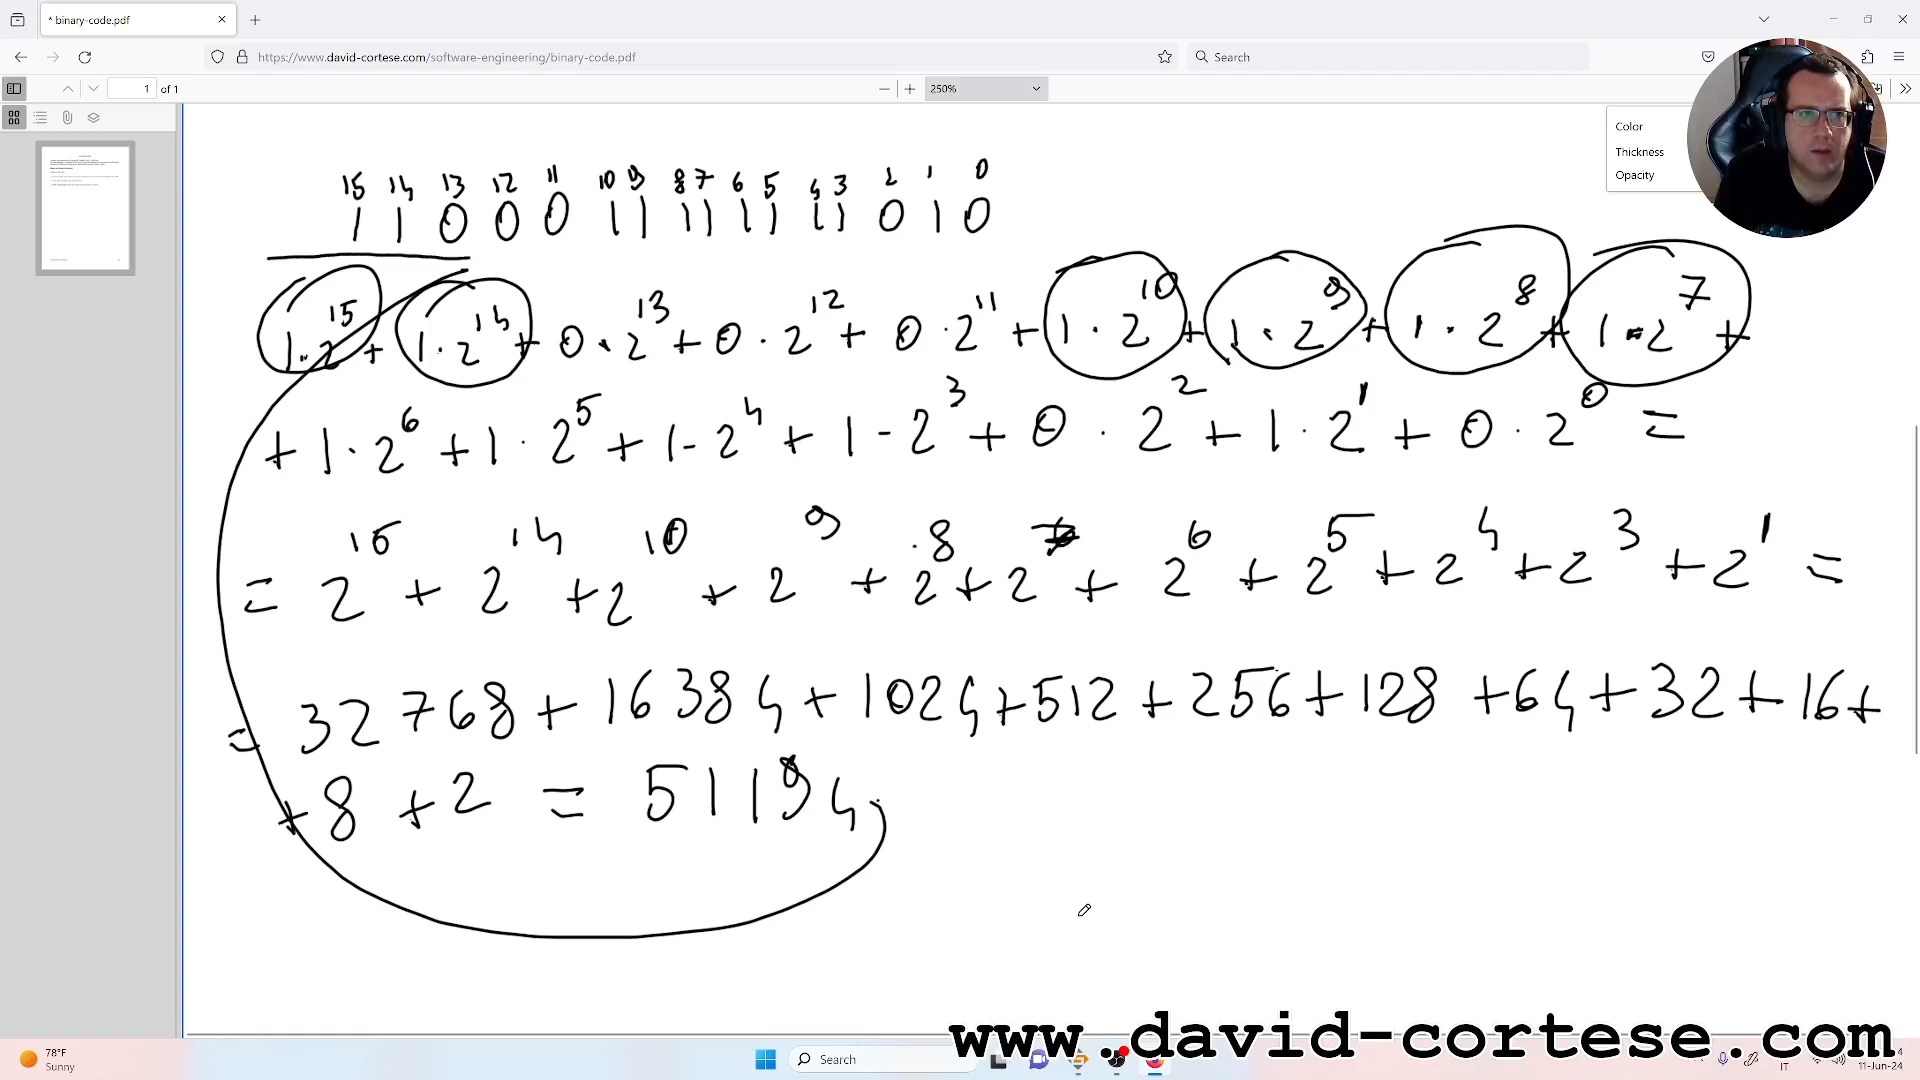 * binary-code.pdf
https://www.david-cortese.com/software-engineering/binary-code.pdf
Search
1 of 1
250%
Color
Thickness
Opacity
15 14 13 12 11 10 9 8 7 6 5 4 3 2 1 0
1 1 0 0 0 1 1 1 1 1 1 1 1 0 1 0
1·2^15 + 1·2^14 + 0·2^13 + 0·2^12 + 0·2^11 + 1·2^10 + 1·2^9 + 1·2^8 + 1·2^7 +
+ 1·2^6 + 1·2^5 + 1·2^4 + 1·2^3 + 0·2^2 + 1·2^1 + 0·2^0 =
= 2^15 + 2^14 + 2^10 + 2^9 + 2^8 + 2^7 + 2^6 + 2^5 + 2^4 + 2^3 + 2^1 =
= 32768 + 16384 + 1024 + 512 + 256 + 128 + 64 + 32 + 16 +
+ 8 + 2 = 51194
www.david-cortese.com
78°F
Sunny
Search
IT
11-Jun-24